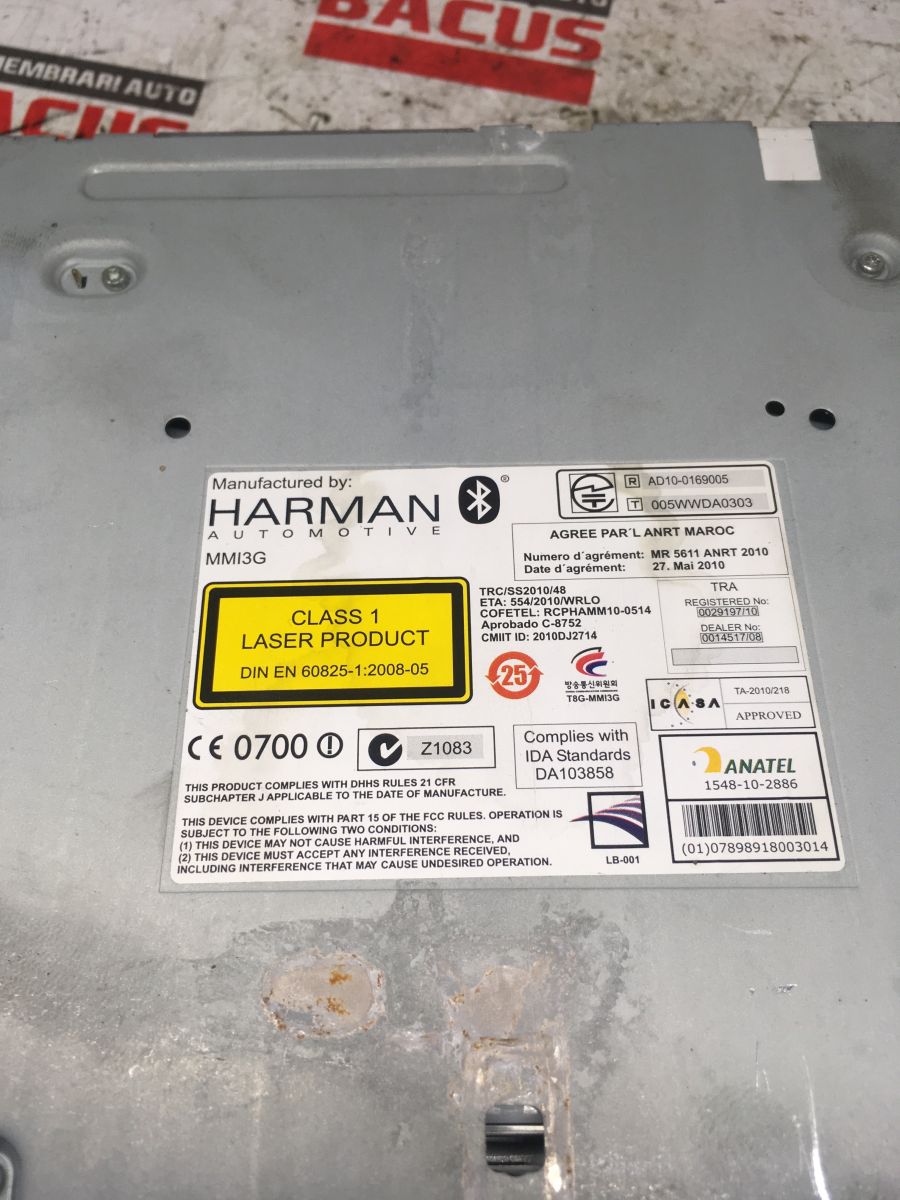 BACUS
EMBRARI AUTO
BACUS
Manufactured by:
HARMAN ®
AUTOMOTIVE
MMI3G
R AD10-0169005
T 005WWDA0303
AGREE PAR´L ANRT MAROC
Numero d´agrément: MR 5611 ANRT 2010
Date d´agrément: 27. Mai 2010
CLASS 1
LASER PRODUCT
DIN EN 60825-1:2008-05
TRC/SS2010/48
ETA: 554/2010/WRLO
COFETEL: RCPHAMM10-0514
Aprobado C-8752
CMIIT ID: 2010DJ2714
TRA
REGISTERED No:
0029197/10
DEALER No:
0014517/08
25
방송통신위원회
T8G-MMI3G
ICASA
TA-2010/218
APPROVED
CE 0700
Z1083
Complies with
IDA Standards
DA103858
ANATEL
1548-10-2886
(01)07898918003014
THIS PRODUCT COMPLIES WITH DHHS RULES 21 CFR
SUBCHAPTER J APPLICABLE TO THE DATE OF MANUFACTURE.
THIS DEVICE COMPLIES WITH PART 15 OF THE FCC RULES. OPERATION IS
SUBJECT TO THE FOLLOWING TWO CONDITIONS:
(1) THIS DEVICE MAY NOT CAUSE HARMFUL INTERFERENCE, AND
(2) THIS DEVICE MUST ACCEPT ANY INTERFERENCE RECEIVED,
INCLUDING INTERFERENCE THAT MAY CAUSE UNDESIRED OPERATION.
LB-001